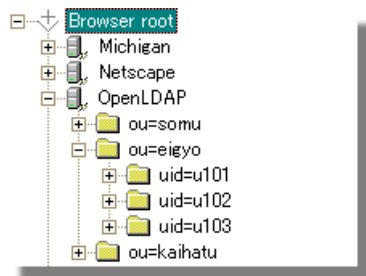 Browser root
Michigan
Netscape
OpenLDAP
ou=somu
ou=eigyo
uid=u101
uid=u102
uid=u103
ou=kaihatu